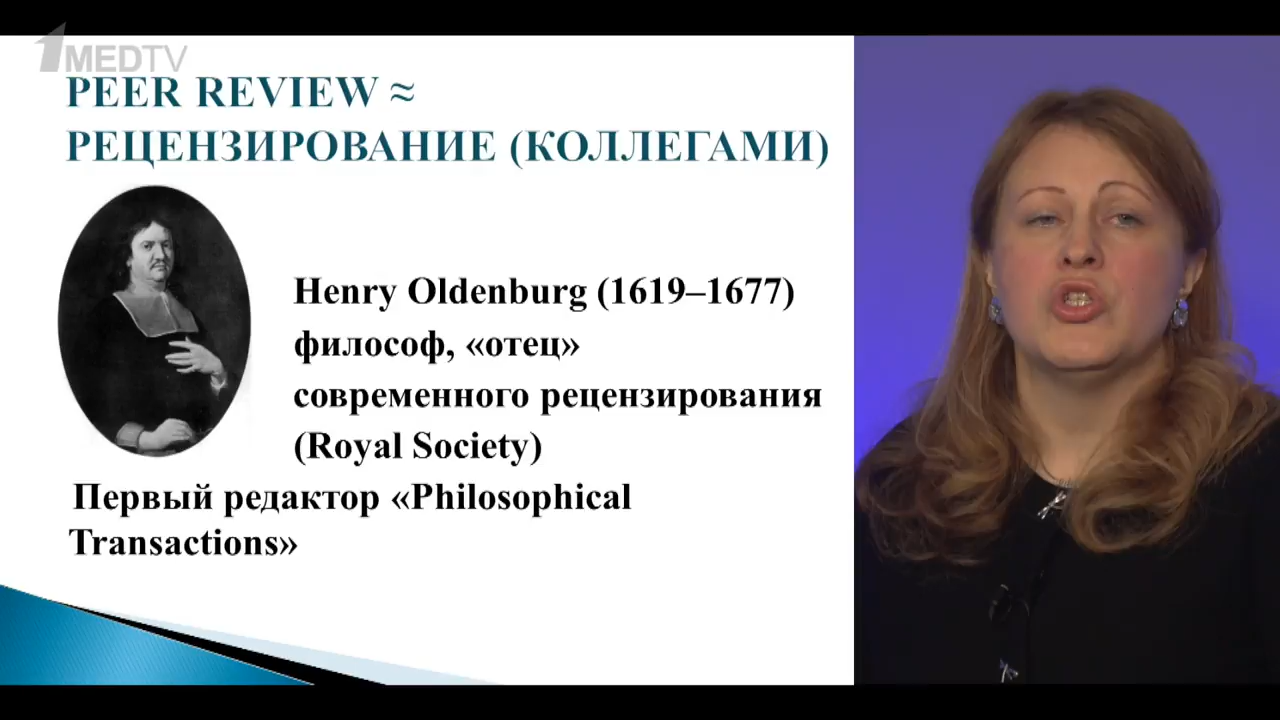 1MEDTV
PEER REVIEW ≈
РЕЦЕНЗИРОВАНИЕ (КОЛЛЕГАМИ)
Henry Oldenburg (1619–1677)
философ, «отец»
современного рецензирования
(Royal Society)
Первый редактор «Philosophical
Transactions»